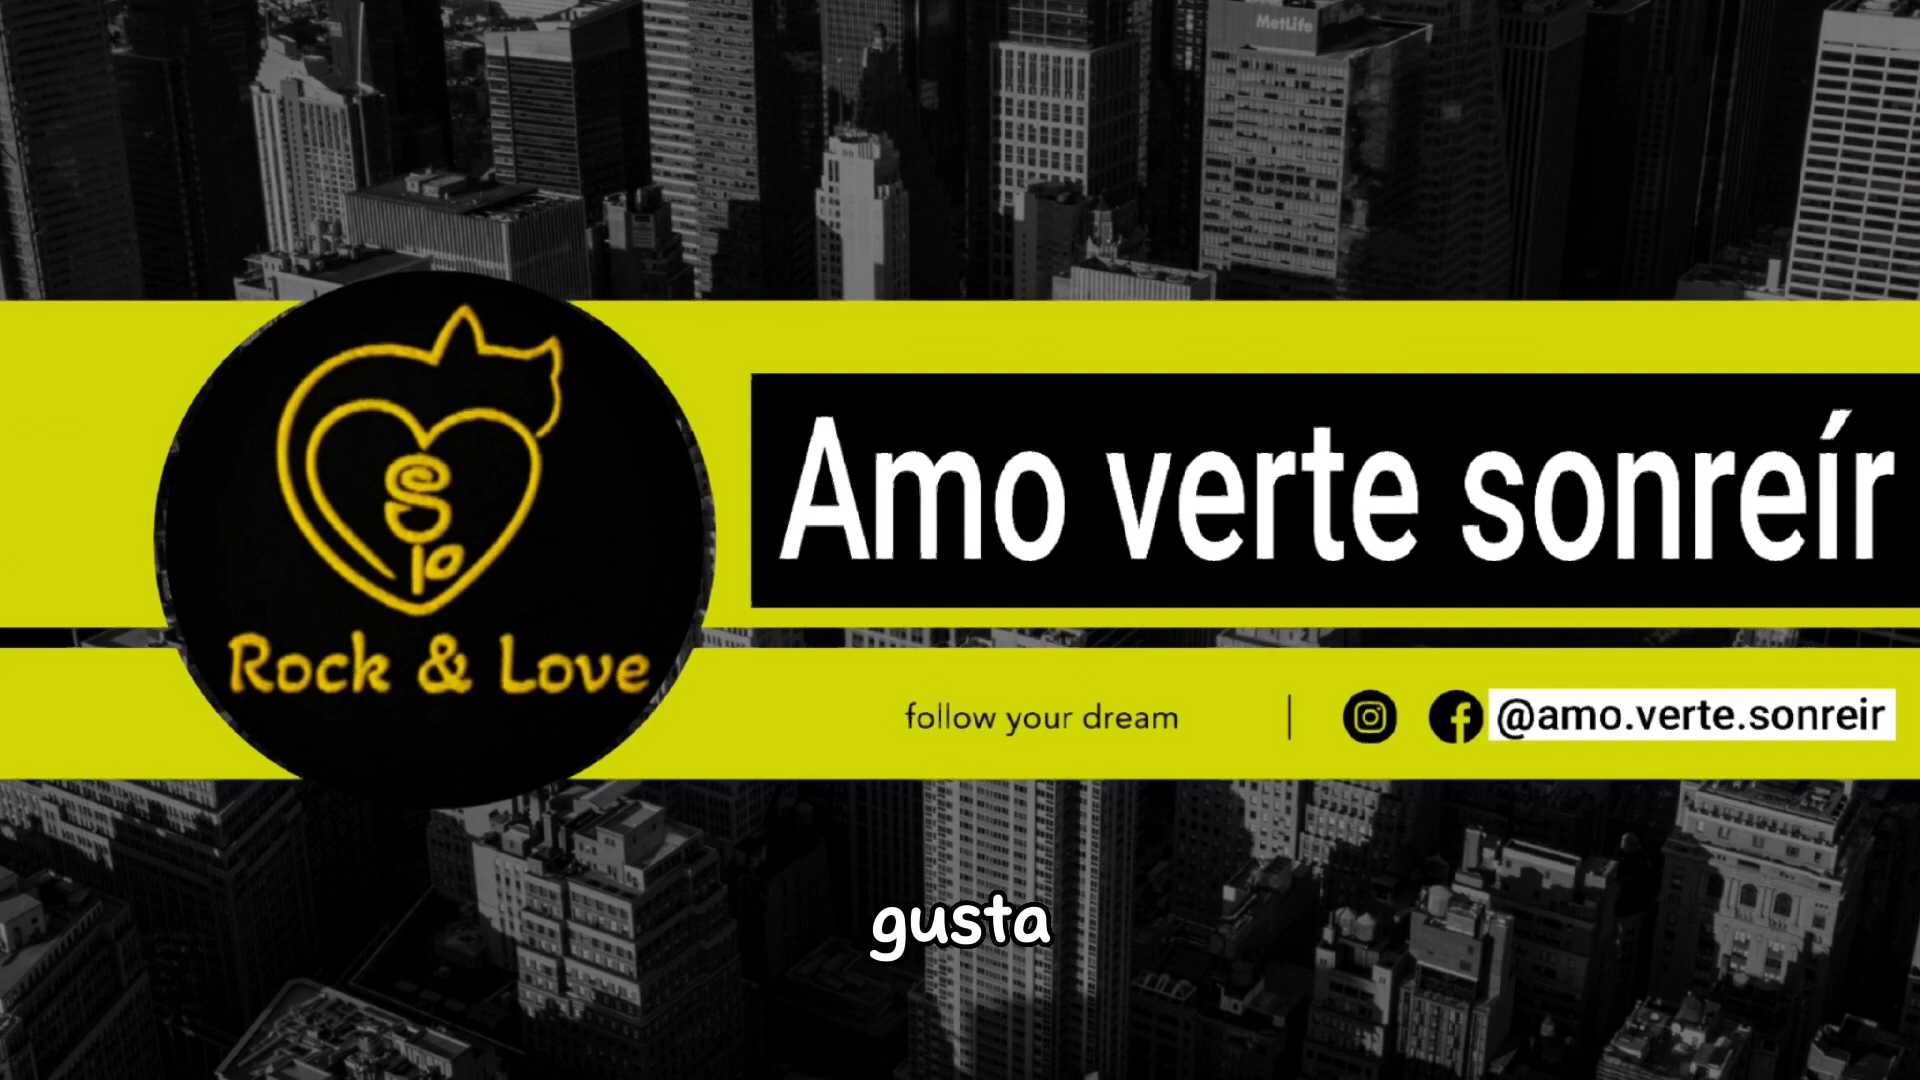 MetLife
Amo verte sonreír
Rock & Love
follow your dream | @amo.verte.sonreir
gusta